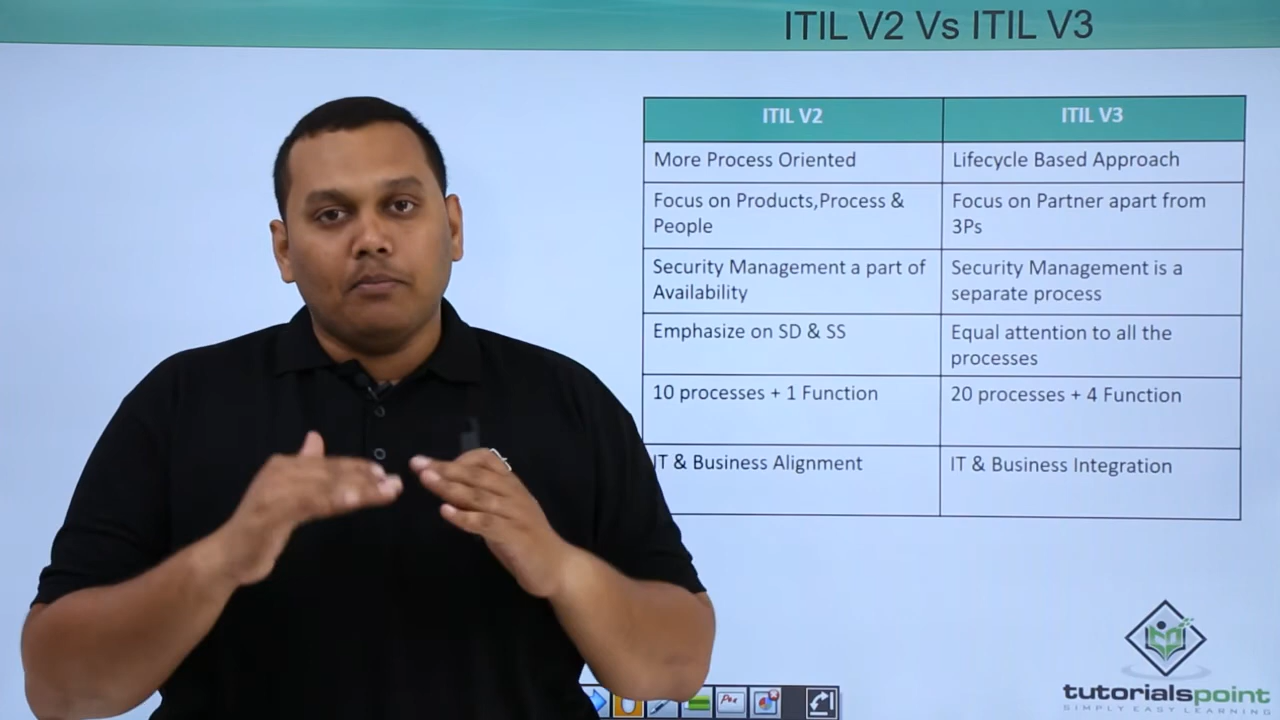 ITIL V2 Vs ITIL V3
ITIL V2
ITIL V3
More Process Oriented
Lifecycle Based Approach
Focus on Products,Process &
People
Focus on Partner apart from
3Ps
Security Management a part of
Availability
Security Management is a
separate process
Emphasize on SD & SS
Equal attention to all the
processes
10 processes + 1 Function
20 processes + 4 Function
IT & Business Alignment
IT & Business Integration
tutorialspoint
SIMPLY EASY LEARNING